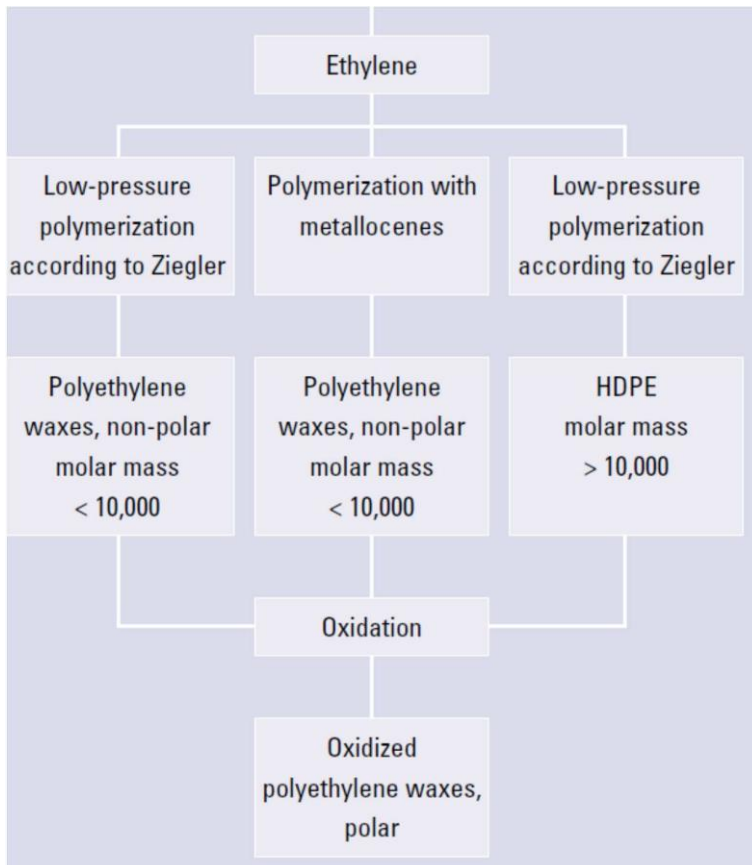 Ethylene
Low-pressure
polymerization
according to Ziegler
Polymerization with
metallocenes
Low-pressure
polymerization
according to Ziegler
Polyethylene
waxes, non-polar
molar mass
< 10,000
Polyethylene
waxes, non-polar
molar mass
< 10,000
HDPE
molar mass
> 10,000
Oxidation
Oxidized
polyethylene waxes,
polar